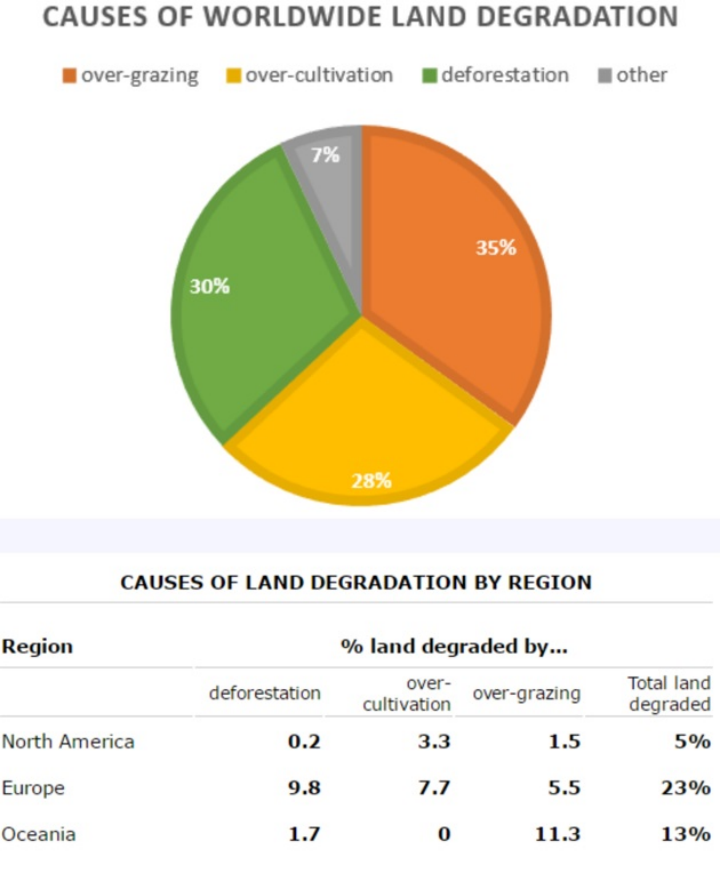 CAUSES OF WORLDWIDE LAND DEGRADATION
over-grazing over-cultivation deforestation other
7%
35%
30%
28%
CAUSES OF LAND DEGRADATION BY REGION
Region % land degraded by...
deforestation over-cultivation over-grazing Total land degraded
North America 0.2 3.3 1.5 5%
Europe 9.8 7.7 5.5 23%
Oceania 1.7 0 11.3 13%